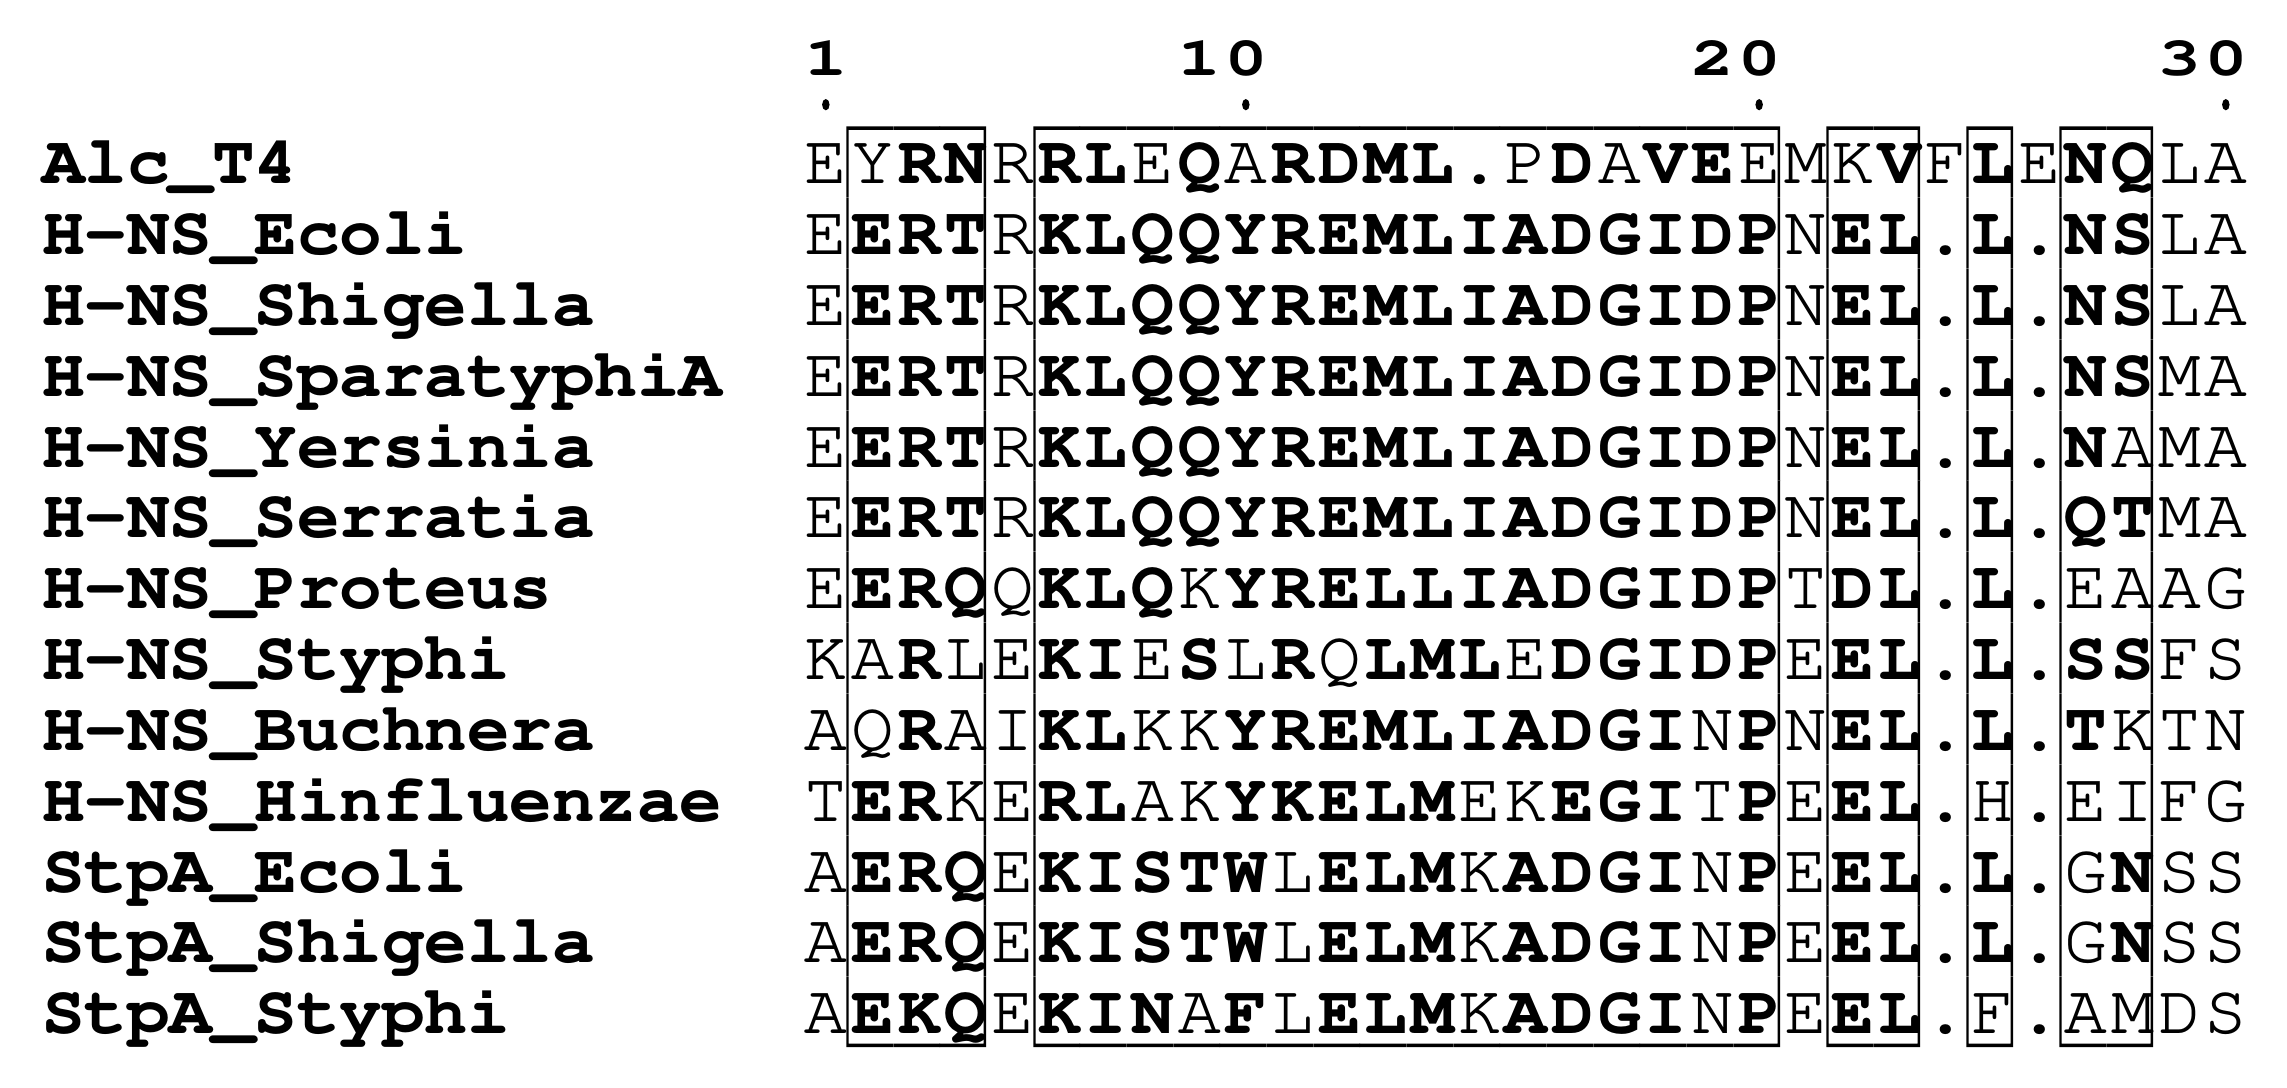 1 10 20 30
Alc_T4 EYRNRRLEQARDML.PDAVEEMKVFLENQLA
H-NS_Ecoli EERTRKLQQYREMLIADGIDPNEL.L.NSLA
H-NS_Shigella EERTRKLQQYREMLIADGIDPNEL.L.NSLA
H-NS_SparatyphiA EERTRKLQQYREMLIADGIDPNEL.L.NSMA
H-NS_Yersinia EERTRKLQQYREMLIADGIDPNEL.L.NAMA
H-NS_Serratia EERTRKLQQYREMLIADGIDPNEL.L.QTMA
H-NS_Proteus EERQQKLQKYRELLIADGIDPTDL.L.EAAG
H-NS_Styphi KARLEKIESLRQLMLEDGIDPEEL.L.SSFS
H-NS_Buchnera AQRAIKLKKYREMLIADGINPNEL.L.TKTN
H-NS_Hinfluenzae TERKERLAKYKELMEKEGITPEEL.H.EIFG
StpA_Ecoli AERQEKISTWLELMKADGINPEEL.L.GNSS
StpA_Shigella AERQEKISTWLELMKADGINPEEL.L.GNSS
StpA_Styphi AEKQEKINAFLELMKADGINPEEL.F.AMDS